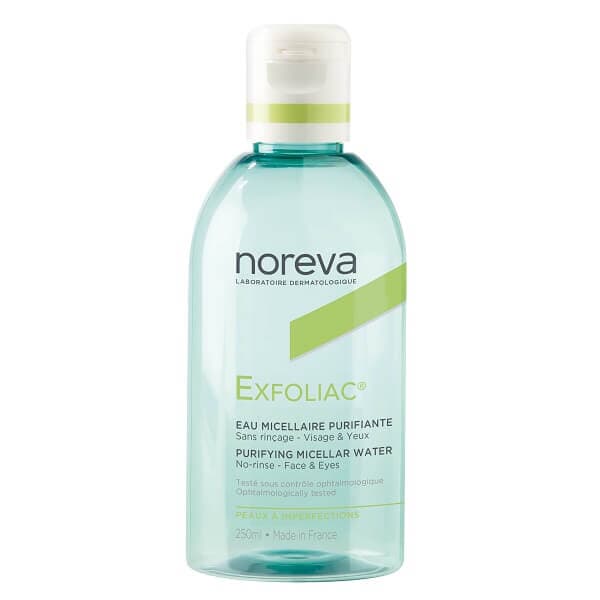 noreva
LABORATOIRE DERMATOLOGIQUE
EXFOLIAC®
EAU MICELLAIRE PURIFIANTE
Sans rinçage - Visage & Yeux
PURIFYING MICELLAR WATER
No-rinse - Face & Eyes
Testé sous contrôle ophtalmologique
Ophtalmologically tested
PEAUX À IMPERFECTIONS
250ml • Made in France